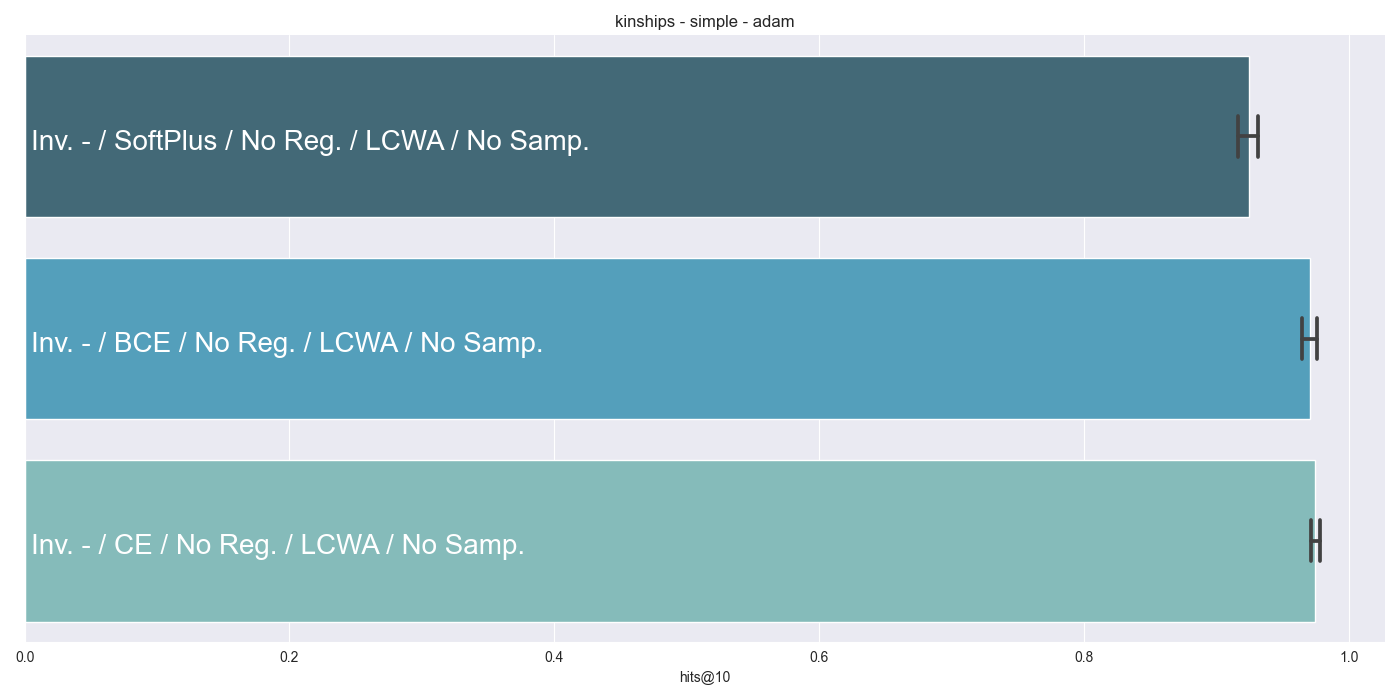 kinships - simple - adam
Inv. - / SoftPlus / No Reg. / LCWA / No Samp.
Inv. - / BCE / No Reg. / LCWA / No Samp.
Inv. - / CE / No Reg. / LCWA / No Samp.
0.0 0.2 0.4 0.6 0.8 1.0
hits@10